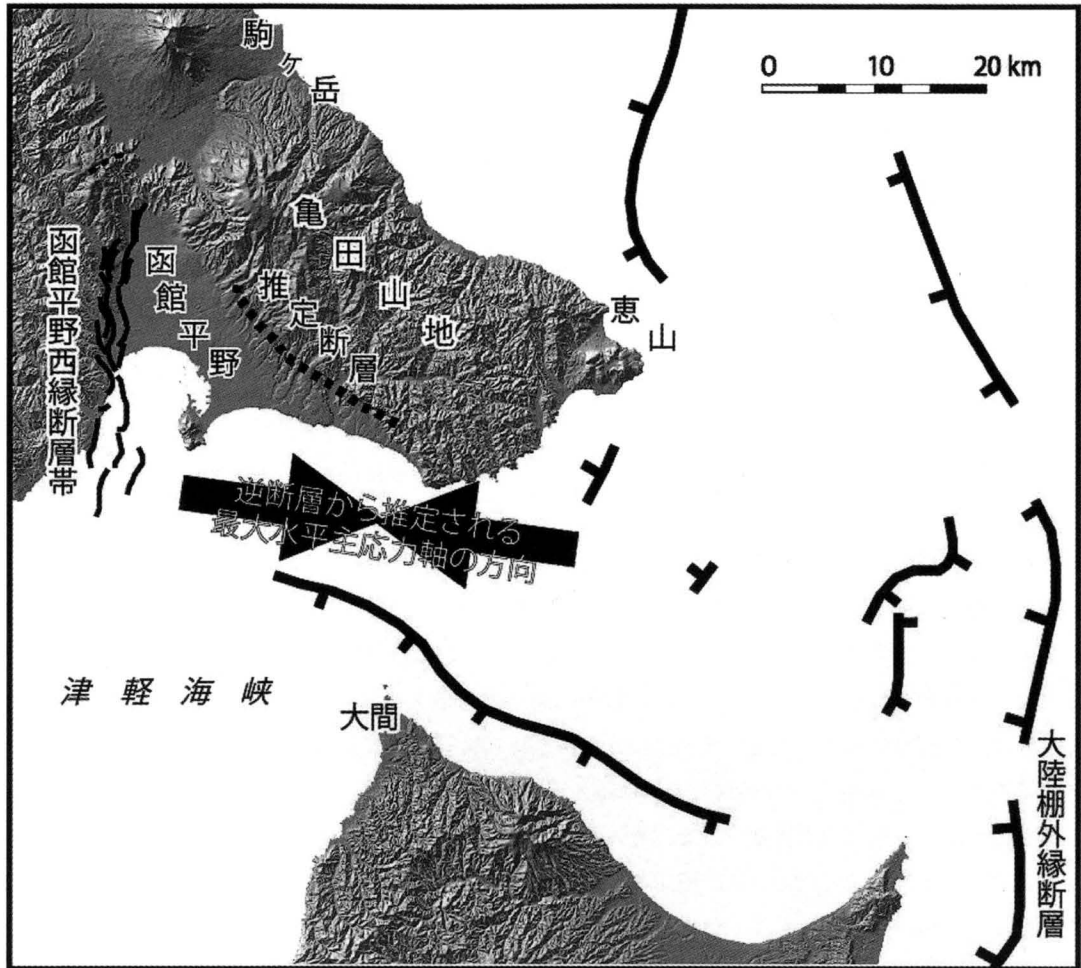 駒ヶ岳
0 10 20 km
亀田山地
函館平野
推定断層
函館平野西縁断層帯
恵山
逆断層から推定される
最大水平主応力軸の方向
津軽海峡
大間
大陸棚外縁断層